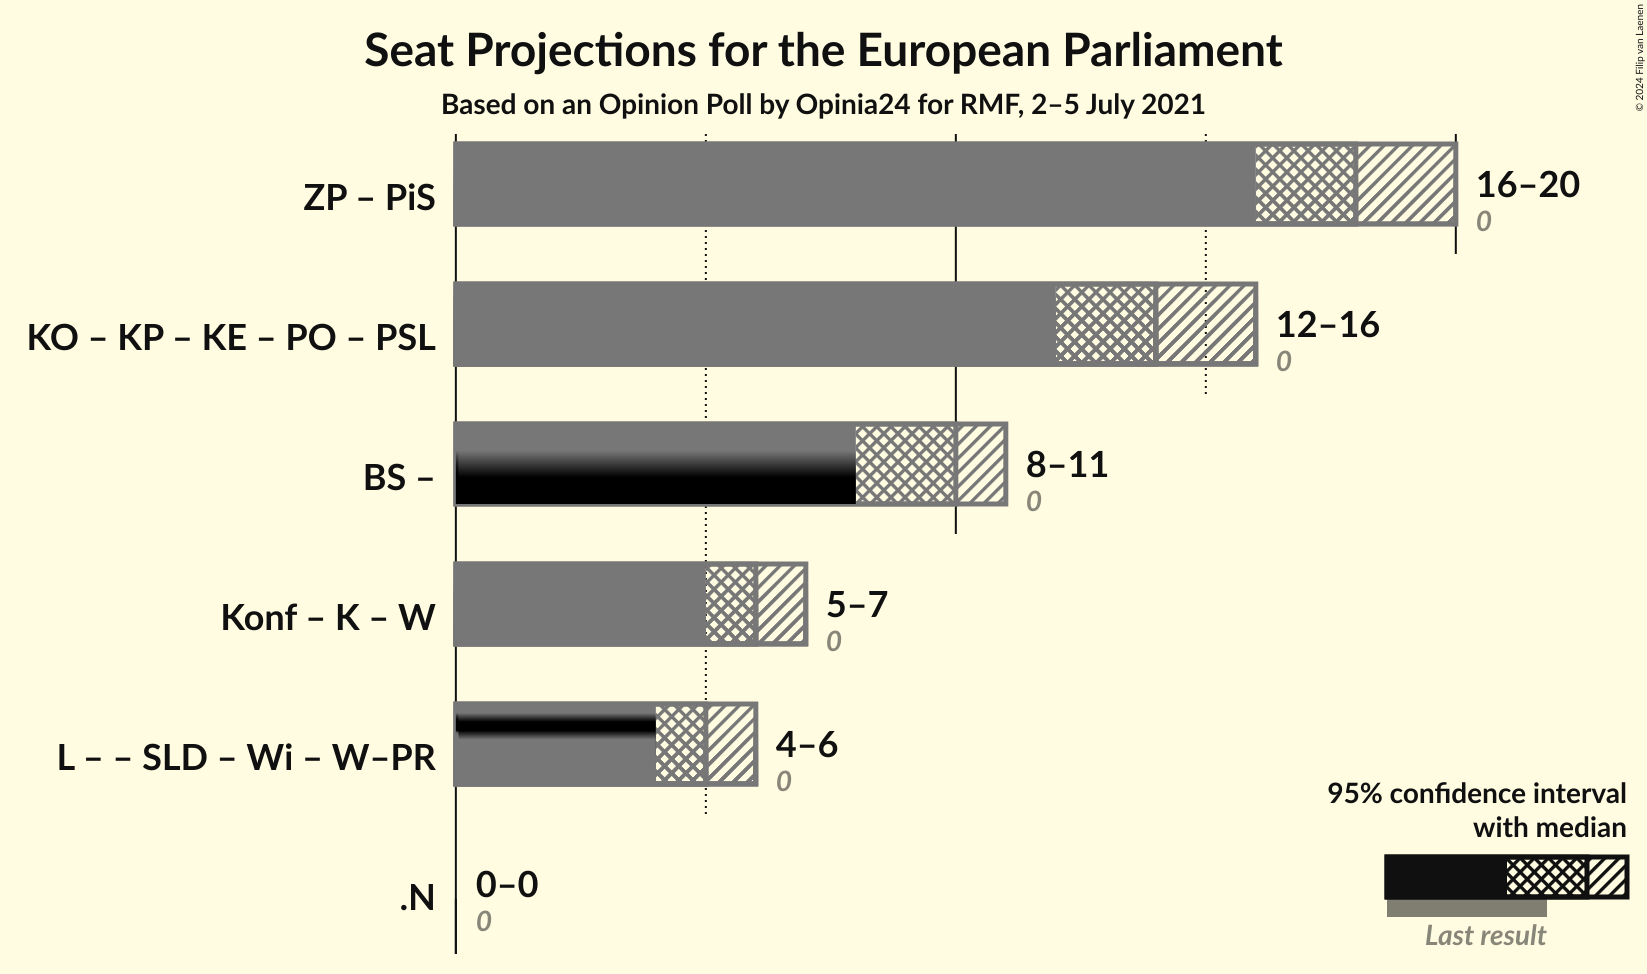 Seat Projections for the European Parliament
Based on an Opinion Poll by Opinia24 for RMF, 2–5 July 2021
© 2024 Filip van Laenen
ZP – PiS
16–20
0
KO – KP – KE – PO – PSL
12–16
0
BS –
8–11
0
Konf – K – W
5–7
0
L – – SLD – Wi – W–PR
4–6
0
.N
0–0
0
95% confidence interval
with median
Last result